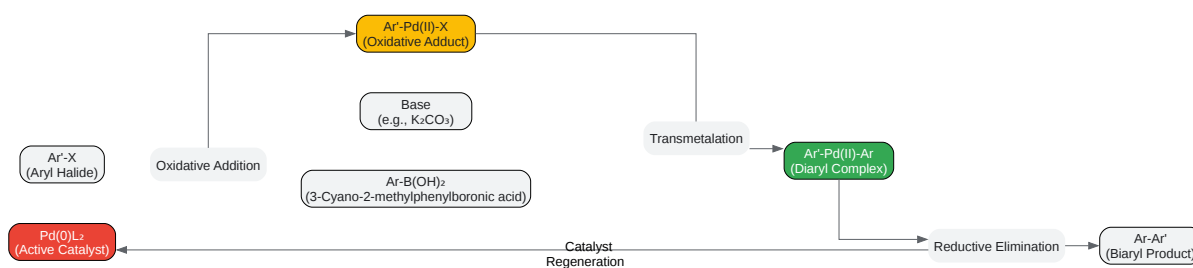 Ar'-Pd(II)-X
(Oxidative Adduct)
Base
(e.g., K₂CO₃)
Transmetalation
Ar'-X
(Aryl Halide)
Oxidative Addition
Ar'-Pd(II)-Ar
(Diaryl Complex)
Ar-B(OH)₂
(3-Cyano-2-methylphenylboronic acid)
Pd(0)L₂
(Active Catalyst)
Catalyst
Regeneration
Reductive Elimination
Ar-Ar'
(Biaryl Product)